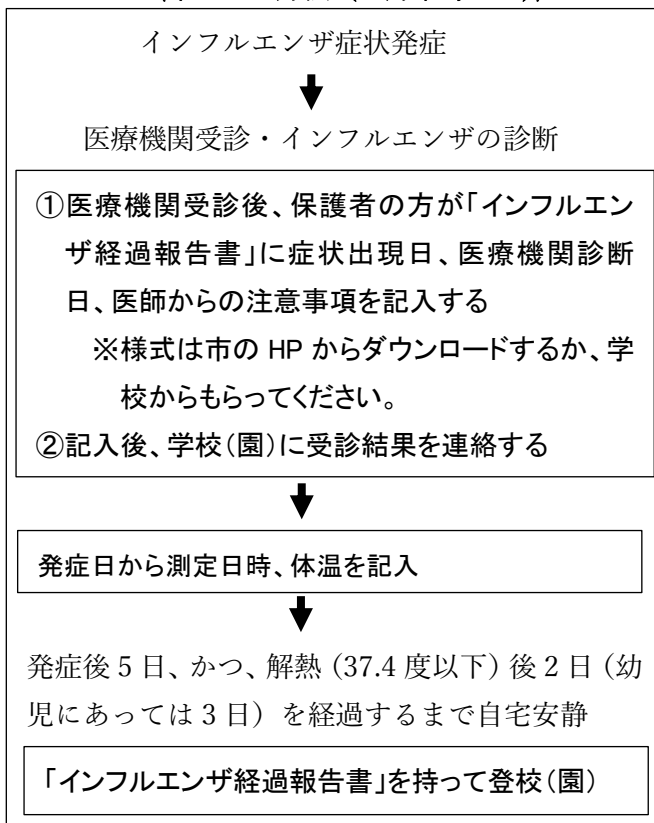 インフルエンザ症状発症
医療機関受診・インフルエンザの診断
①医療機関受診後、保護者の方が「インフルエン
ザ経過報告書」に症状出現日、医療機関診断
日、医師からの注意事項を記入する
※様式は市の HP からダウンロードするか、学
校からもらってください。
②記入後、学校(園)に受診結果を連絡する
発症日から測定日時、体温を記入
発症後 5 日、かつ、解熱（37.4 度以下）後 2 日（幼
児にあっては 3 日）を経過するまで自宅安静
「インフルエンザ経過報告書」を持って登校(園)